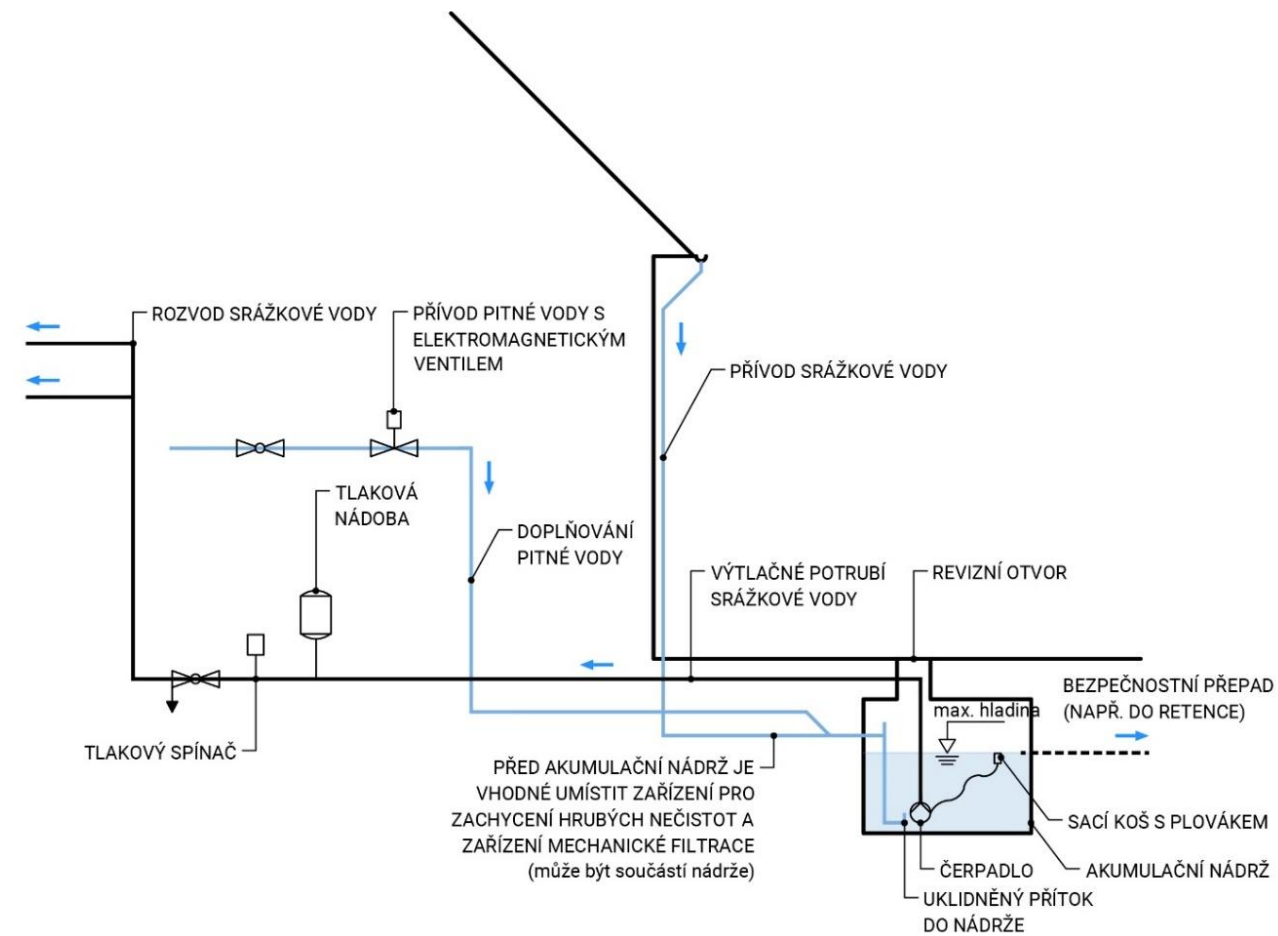 ROZVOD SRÁŽKOVÉ VODY
PŘÍVOD PITNÉ VODY S
ELEKTROMAGNETICKÝM
VENTILEM
PŘÍVOD SRÁŽKOVÉ VODY
TLAKOVÁ
NÁDOBA
DOPLŇOVÁNÍ
PITNÉ VODY
VÝTLAČNÉ POTRUBÍ
SRÁŽKOVÉ VODY
REVIZNÍ OTVOR
BEZPEČNOSTNÍ PŘEPAD
(NAPŘ. DO RETENCE)
max. hladina
TLAKOVÝ SPÍNAČ
PŘED AKUMULAČNÍ NÁDRŽ JE
VHODNÉ UMÍSTIT ZAŘÍZENÍ PRO
ZACHYCENÍ HRUBÝCH NEČISTOT A
ZAŘÍZENÍ MECHANICKÉ FILTRACE
(může být součástí nádrže)
SACÍ KOŠ S PLOVÁKEM
ČERPADLO
AKUMULAČNÍ NÁDRŽ
UKLIDNĚNÝ PŘÍTOK
DO NÁDRŽE